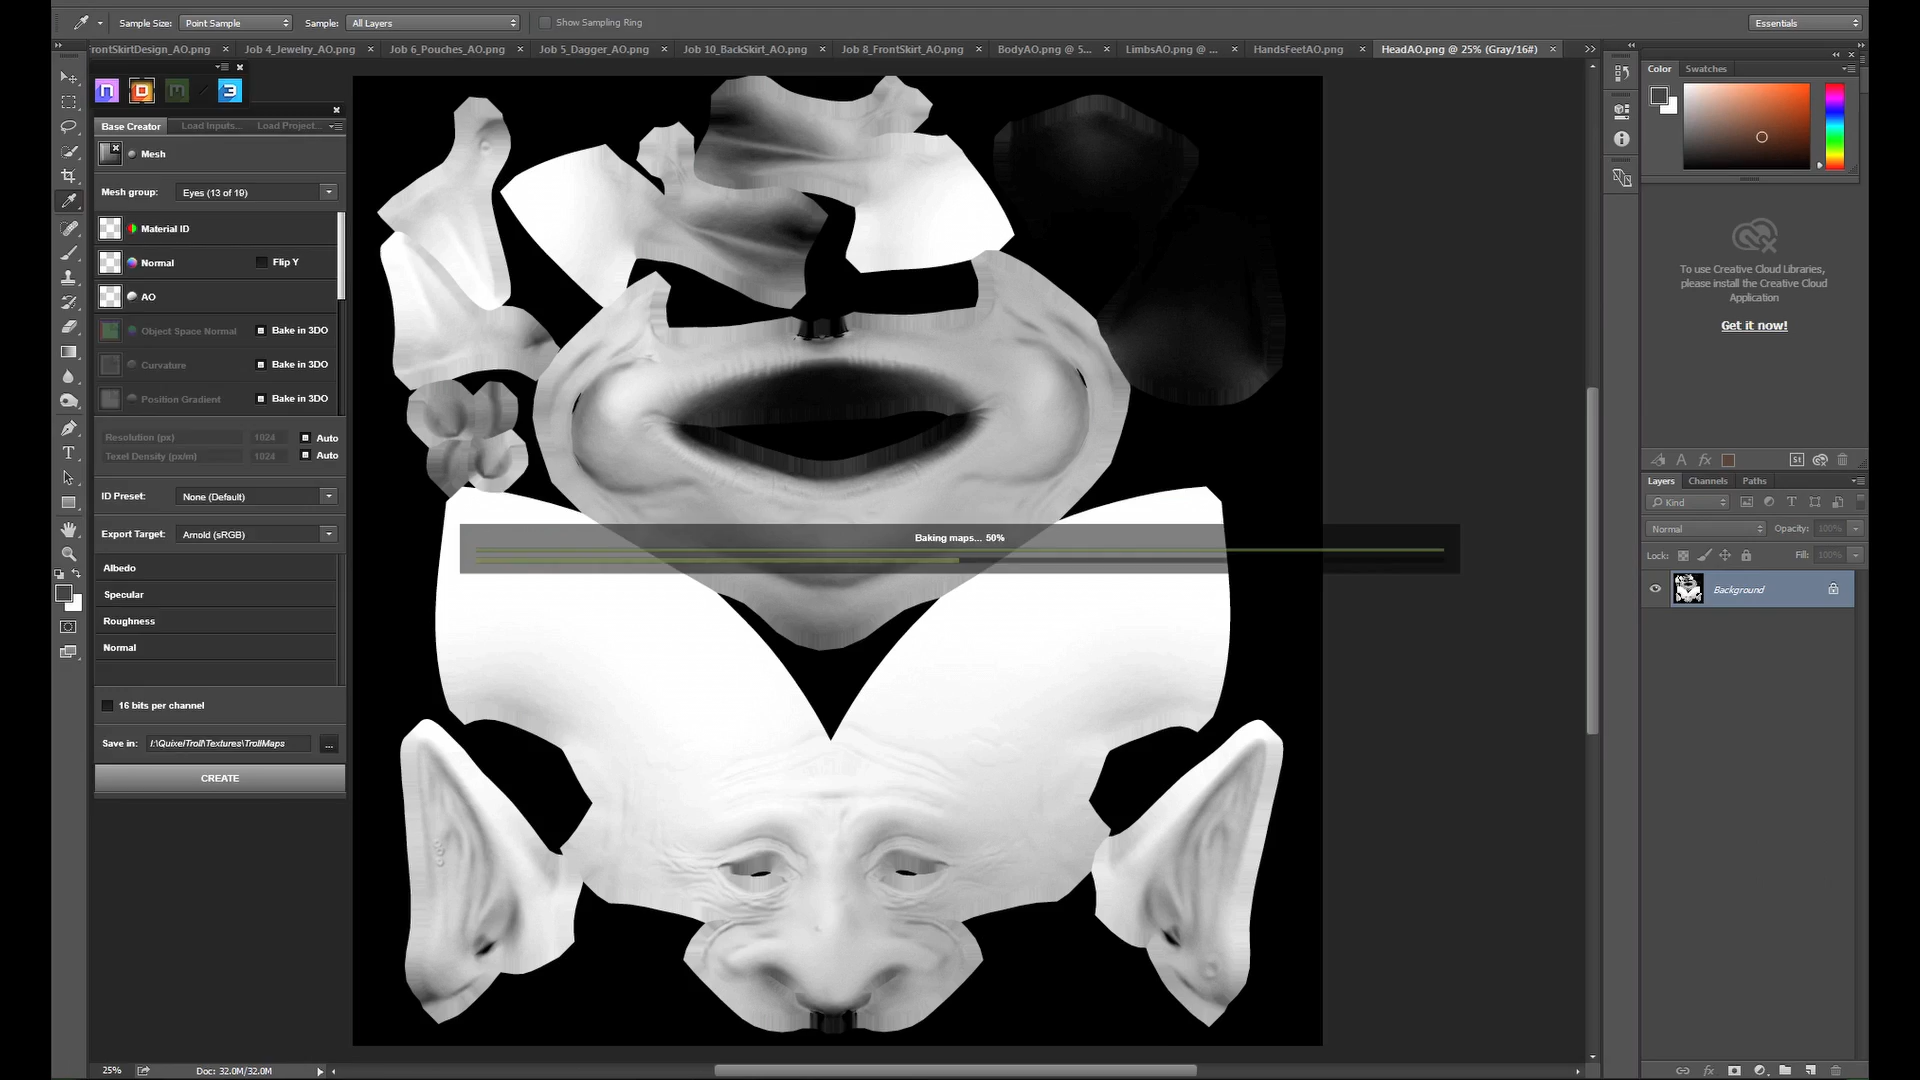 Sample Size: Point Sample Sample: All Layers Show Sampling Ring Essentials
FrontSkirtDesign_AO.png × Job 4_Jewelry_AO.png × Job 6_Pouches_AO.png × Job 5_Dagger_AO.png × Job 10_BackSkirt_AO.png × Job 8_FrontSkirt_AO.png × BodyAO.png @ 5... × LimbsAO.png @ ... × HandsFeetAO.png × HeadAO.png @ 25% (Gray/16#) ×
Base Creator Load Inputs... Load Project...
Mesh
Mesh group: Eyes (13 of 19)
Material ID
Normal Flip Y
AO
Object Space Normal Bake in 3DO
Curvature Bake in 3DO
Position Gradient Bake in 3DO
Resolution (px) 1024 Auto
Texel Density (px/m) 1024 Auto
ID Preset: None (Default)
Export Target: Arnold (sRGB)
Albedo
Specular
Roughness
Normal
16 bits per channel
Save in: I:\Quixel\Troll\Textures\TrollMaps ...
CREATE
Baking maps... 50%
25% Doc: 32.0M/32.0M
Color Swatches
To use Creative Cloud Libraries,
please install the Creative Cloud
Application
Get it now!
Layers Channels Paths
Kind
Normal Opacity: 100%
Lock: Fill: 100%
Background